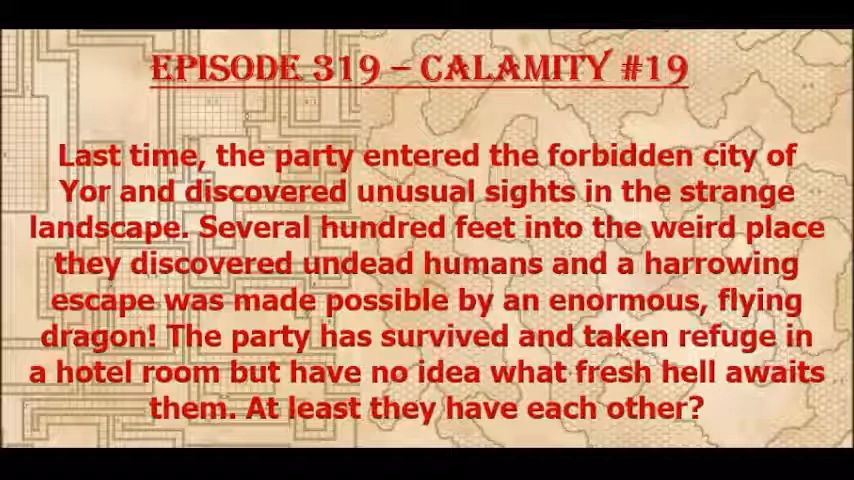 EPISODE 319 – CALAMITY #19
Last time, the party entered the forbidden city of
Yor and discovered unusual sights in the strange
landscape. Several hundred feet into the weird place
they discovered undead humans and a harrowing
escape was made possible by an enormous, flying
dragon! The party has survived and taken refuge in
a hotel room but have no idea what fresh hell awaits
them. At least they have each other?